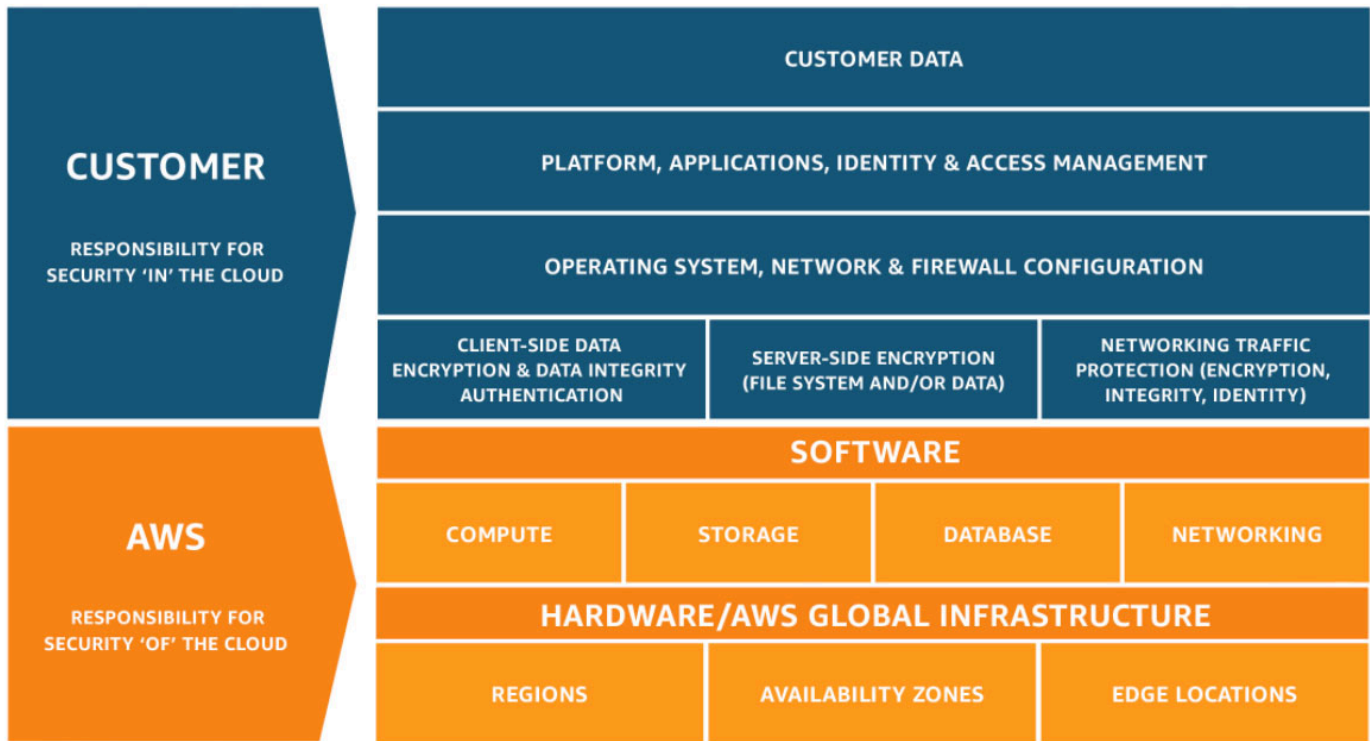 CUSTOMER
RESPONSIBILITY FOR
SECURITY ‘IN’ THE CLOUD
CUSTOMER DATA
PLATFORM, APPLICATIONS, IDENTITY & ACCESS MANAGEMENT
OPERATING SYSTEM, NETWORK & FIREWALL CONFIGURATION
CLIENT-SIDE DATA
ENCRYPTION & DATA INTEGRITY
AUTHENTICATION
SERVER-SIDE ENCRYPTION
(FILE SYSTEM AND/OR DATA)
NETWORKING TRAFFIC
PROTECTION (ENCRYPTION,
INTEGRITY, IDENTITY)
AWS
RESPONSIBILITY FOR
SECURITY ‘OF’ THE CLOUD
SOFTWARE
COMPUTE
STORAGE
DATABASE
NETWORKING
HARDWARE/AWS GLOBAL INFRASTRUCTURE
REGIONS
AVAILABILITY ZONES
EDGE LOCATIONS